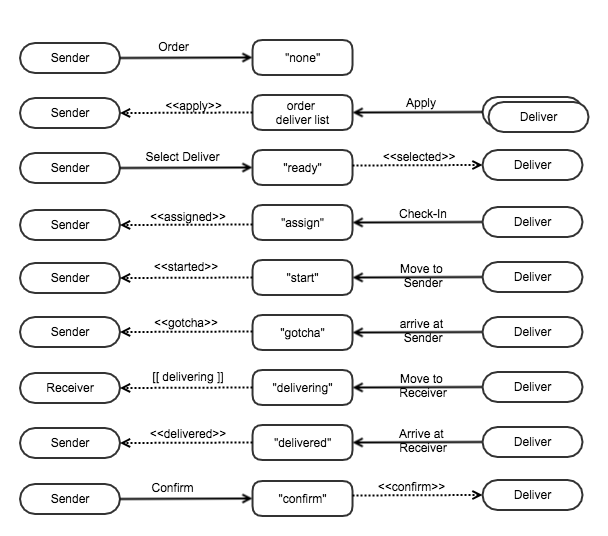 Order
Sender
"none"
<<apply>>
Apply
Sender
order
deliver list
Deliver
Select Deliver
<<selected>>
Sender
"ready"
Deliver
<<assigned>>
Check-In
Sender
"assign"
Deliver
<<started>>
Move to
Sender
Sender
"start"
Deliver
<<gotcha>>
arrive at
Sender
Sender
"gotcha"
Deliver
[[ delivering ]]
Move to
Receiver
Receiver
"delivering"
Deliver
<<delivered>>
Arrive at
Receiver
Sender
"delivered"
Deliver
Confirm
<<confirm>>
Sender
"confirm"
Deliver